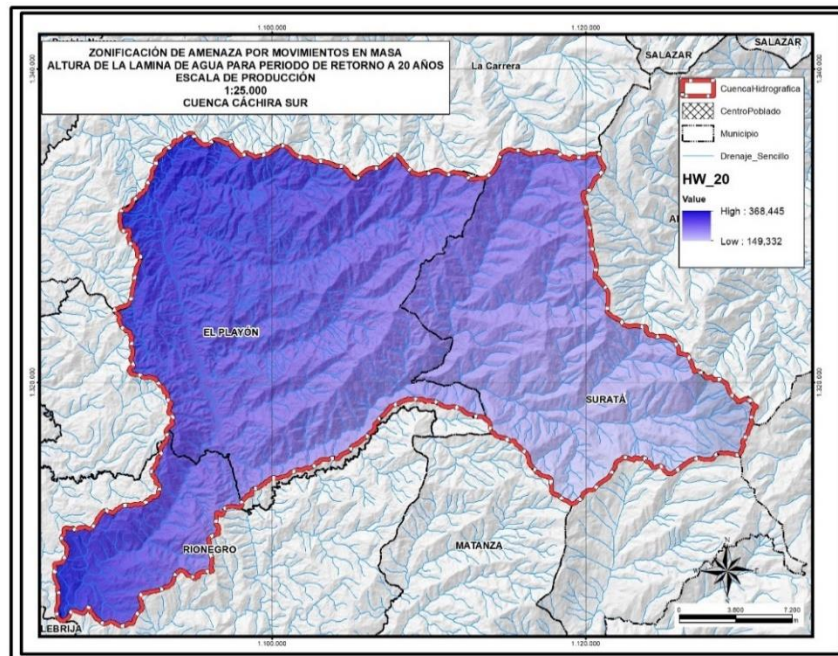 ZONIFICACIÓN DE AMENAZA POR MOVIMIENTOS EN MASA
ALTURA DE LA LAMINA DE AGUA PARA PERIODO DE RETORNO A 20 AÑOS
ESCALA DE PRODUCCIÓN
1:25.000
CUENCA CÁCHIRA SUR
1.100.000
1.120.000
1.340.000
1.340.000
La Carrera
SALAZAR
SALAZAR
CuencaHidrografica
CentroPoblado
Municipio
Drenaje_Sencillo
HW_20
Value
High : 368,445
Low : 149,332
EL PLAYÓN
1.320.000
1.320.000
SURATÁ
RIONEGRO
MATANZA
LEBRIJA
N
W
E
S
0
3.600
7.200
m
1.100.000
1.120.000